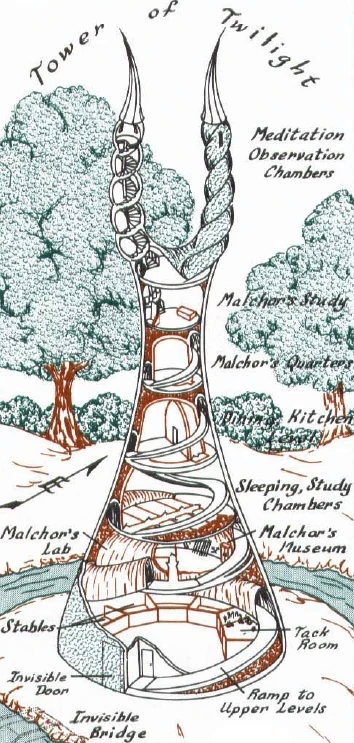 Tower of Twilight
Meditation
Observation
Chambers
Malchor's Study
Malchor's Quarters
Dining, Kitchen
Level
Sleeping, Study
Chambers
Malchor's
Lab
Malchor's
Museum
Stables
Tack
Room
Invisible
Door
Ramp to
Upper Levels
Invisible
Bridge